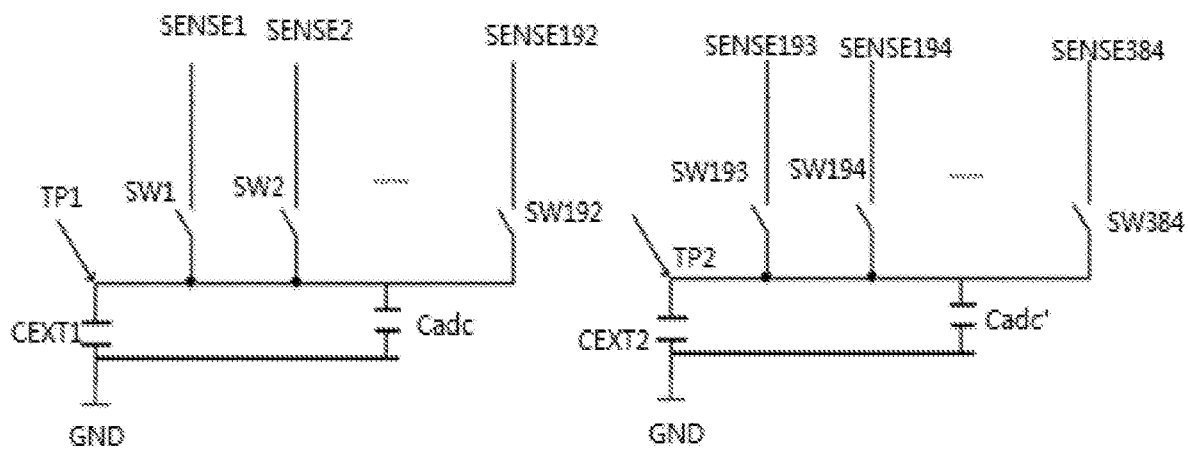 SENSE1
SENSE2
SENSE192
SENSE193
SENSE194
SENSE384
TP1
SW1
SW2
SW192
SW193
SW194
SW384
TP2
CEXT1
Cadc
CEXT2
Cadc'
GND
GND